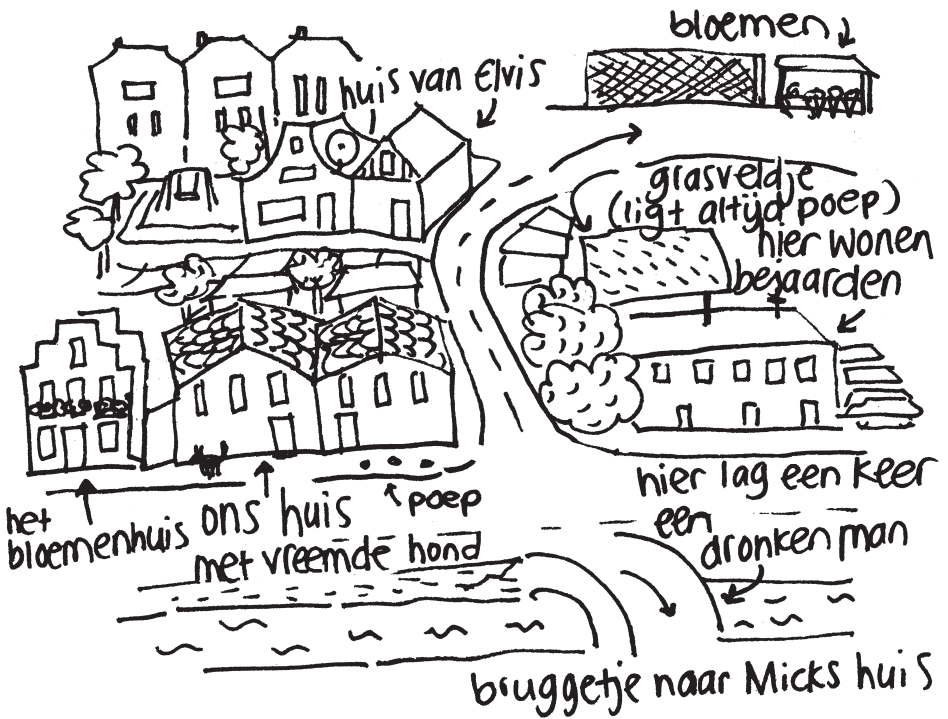 bloemen
huis van Elvis
grasveldje
(ligt altijd poep)
hier wonen
bejaarden
hier lag een keer
een
dronken man
poep
het
bloemenhuis
ons huis
met vreemde hond
bruggetje naar Micks huis